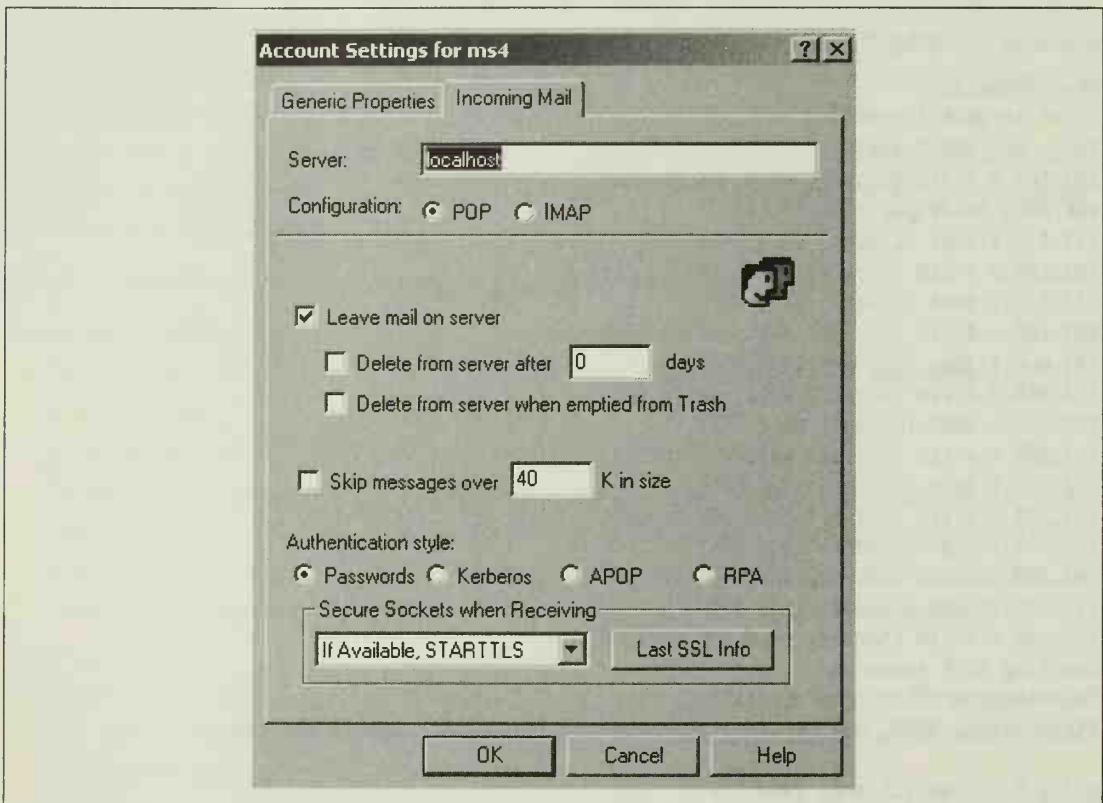 Account Settings for ms4
Generic Properties Incoming Mail
Server: localhost
Configuration: POP IMAP
Leave mail on server
Delete from server after 0 days
Delete from server when emptied from Trash
Skip messages over 40 K in size
Authentication style:
Passwords Kerberos APOP RPA
Secure Sockets when Receiving
If Available, STARTTLS Last SSL Info
OK Cancel Help